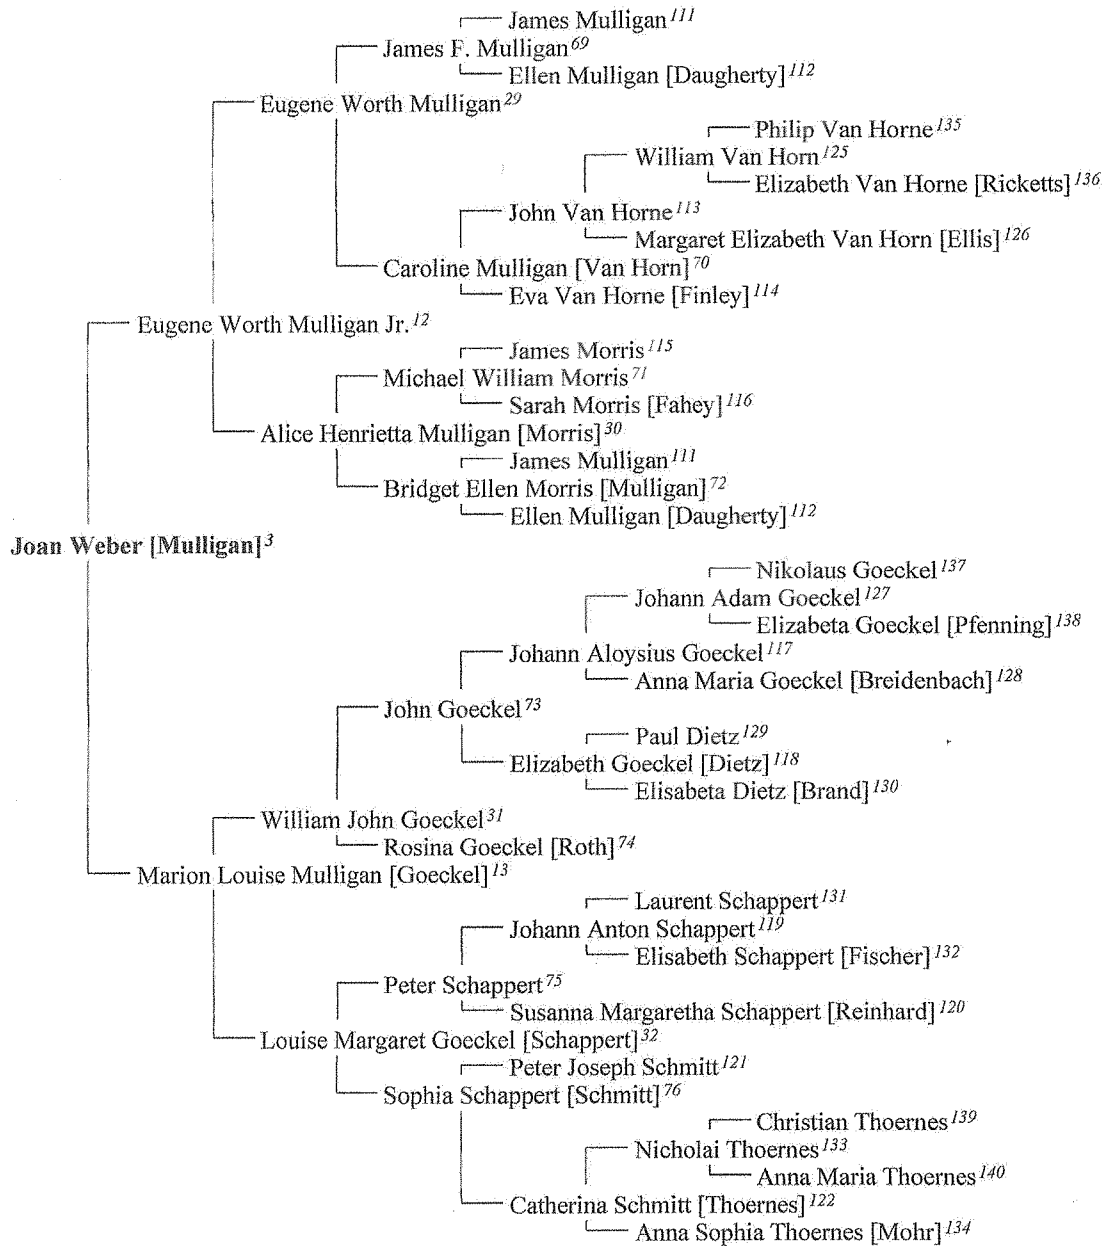 James Mulligan 111
James F. Mulligan 69
Ellen Mulligan [Daugherty] 112
Eugene Worth Mulligan 29
Philip Van Horne 135
William Van Horn 125
Elizabeth Van Horne [Ricketts] 136
John Van Horne 113
Margaret Elizabeth Van Horn [Ellis] 126
Caroline Mulligan [Van Horn] 70
Eva Van Horne [Finley] 114
Eugene Worth Mulligan Jr. 12
James Morris 115
Michael William Morris 71
Sarah Morris [Fahey] 116
Alice Henrietta Mulligan [Morris] 30
James Mulligan 111
Bridget Ellen Morris [Mulligan] 72
Ellen Mulligan [Daugherty] 112
Joan Weber [Mulligan] 3
Nikolaus Goeckel 137
Johann Adam Goeckel 127
Elizabeta Goeckel [Pfenning] 138
Johann Aloysius Goeckel 117
Anna Maria Goeckel [Breidenbach] 128
John Goeckel 73
Paul Dietz 129
Elizabeth Goeckel [Dietz] 118
Elisabeta Dietz [Brand] 130
William John Goeckel 31
Rosina Goeckel [Roth] 74
Marion Louise Mulligan [Goeckel] 13
Laurent Schappert 131
Johann Anton Schappert 119
Elisabeth Schappert [Fischer] 132
Peter Schappert 75
Susanna Margaretha Schappert [Reinhard] 120
Louise Margaret Goeckel [Schappert] 32
Peter Joseph Schmitt 121
Sophia Schappert [Schmitt] 76
Christian Thoernes 139
Nicholai Thoernes 133
Anna Maria Thoernes 140
Catherina Schmitt [Thoernes] 122
Anna Sophia Thoernes [Mohr] 134